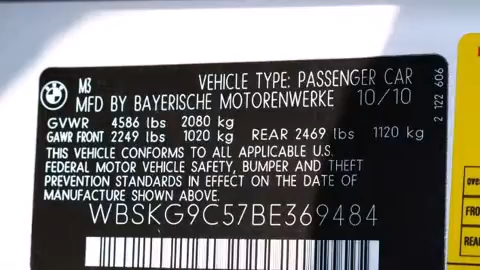 M3 VEHICLE TYPE: PASSENGER CAR
MFD BY BAYERISCHE MOTORENWERKE 10/10
GVWR 4586 lbs 2080 kg
GAWR FRONT 2249 lbs 1020 kg REAR 2469 lbs 1120 kg
THIS VEHICLE CONFORMS TO ALL APPLICABLE U.S.
FEDERAL MOTOR VEHICLE SAFETY, BUMPER AND THEFT
PREVENTION STANDARDS IN EFFECT ON THE DATE OF
MANUFACTURE SHOWN ABOVE.
WBSKG9C57BE369484
2 122 606
FRO
REAR